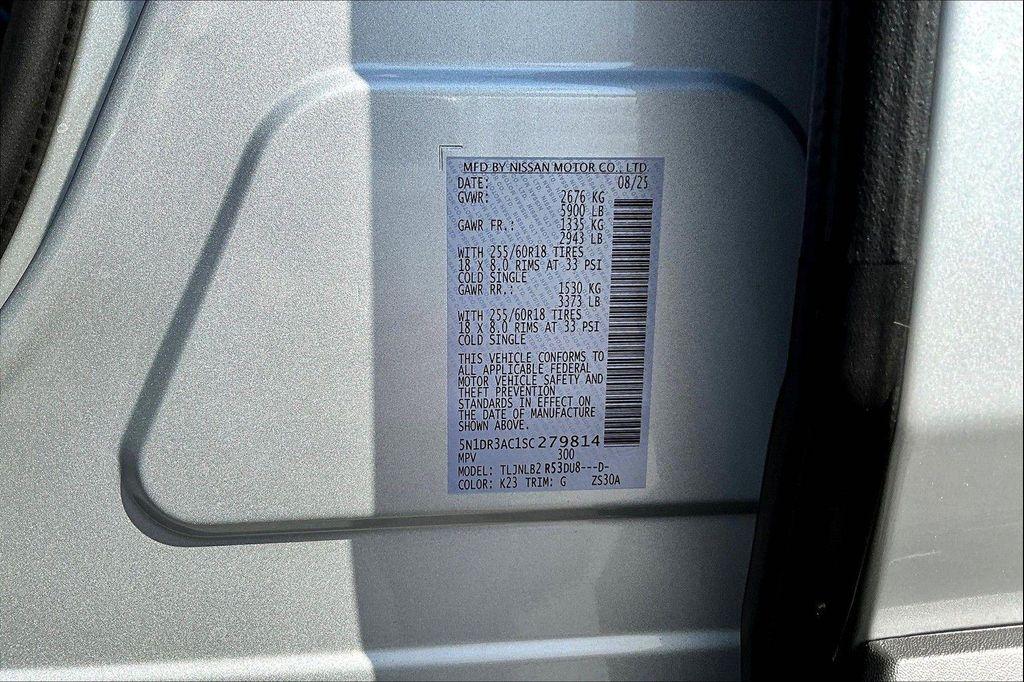 MFD BY NISSAN MOTOR CO., LTD.
DATE: 08/25
GVWR: 2676 KG
5900 LB
GAWR FR.: 1335 KG
2943 LB
WITH 255/60R18 TIRES
18 X 8.0 RIMS AT 33 PSI
COLD SINGLE
GAWR RR.: 1530 KG
3373 LB
WITH 255/60R18 TIRES
18 X 8.0 RIMS AT 33 PSI
COLD SINGLE
THIS VEHICLE CONFORMS TO
ALL APPLICABLE FEDERAL
MOTOR VEHICLE SAFETY AND
THEFT PREVENTION
STANDARDS IN EFFECT ON
THE DATE OF MANUFACTURE
SHOWN ABOVE.
5N1DR3AC1SC279814
MPV 300
MODEL: TLJNLB2 R53DU8---D-
COLOR: K23 TRIM: G ZS30A